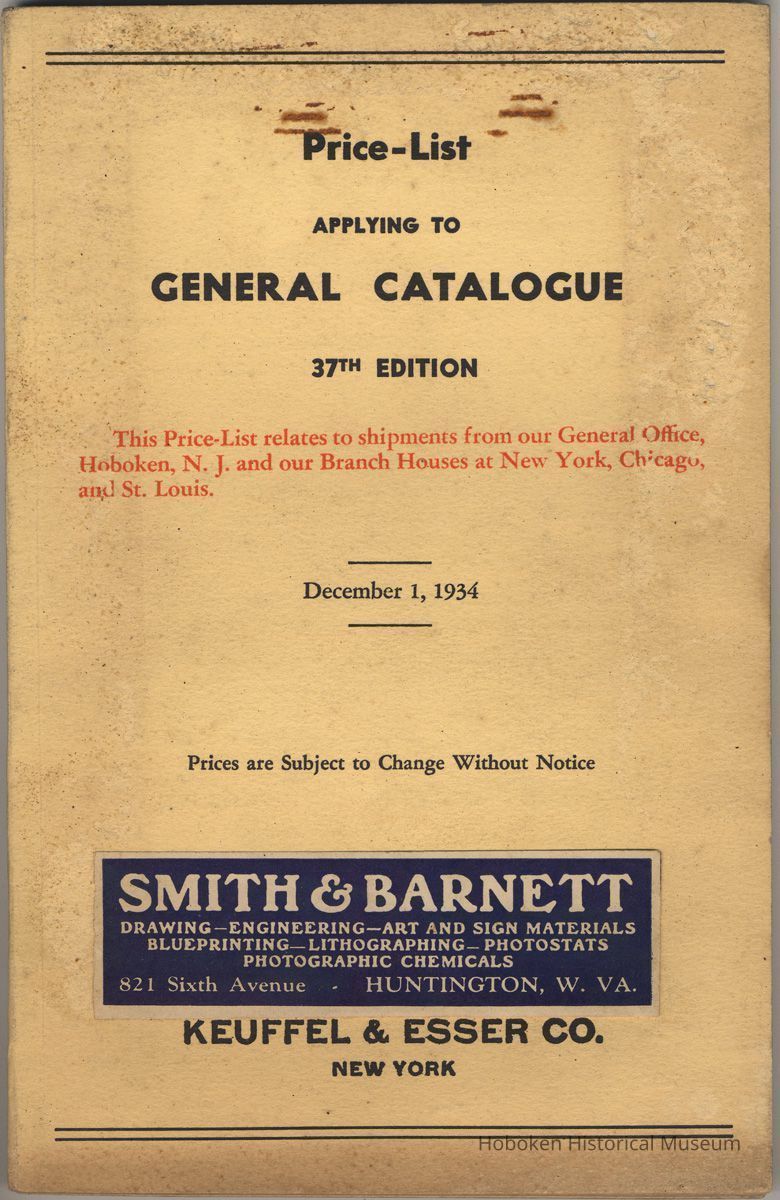 Price-List
APPLYING TO
GENERAL CATALOGUE
37TH EDITION
This Price-List relates to shipments from our General Office,
Hoboken, N. J. and our Branch Houses at New York, Chicago,
and St. Louis.
December 1, 1934
Prices are Subject to Change Without Notice
SMITH & BARNETT
DRAWING—ENGINEERING—ART AND SIGN MATERIALS
BLUEPRINTING—LITHOGRAPHING—PHOTOSTATS
PHOTOGRAPHIC CHEMICALS
821 Sixth Avenue - HUNTINGTON, W. VA.
KEUFFEL & ESSER CO.
NEW YORK
Hoboken Historical Museum